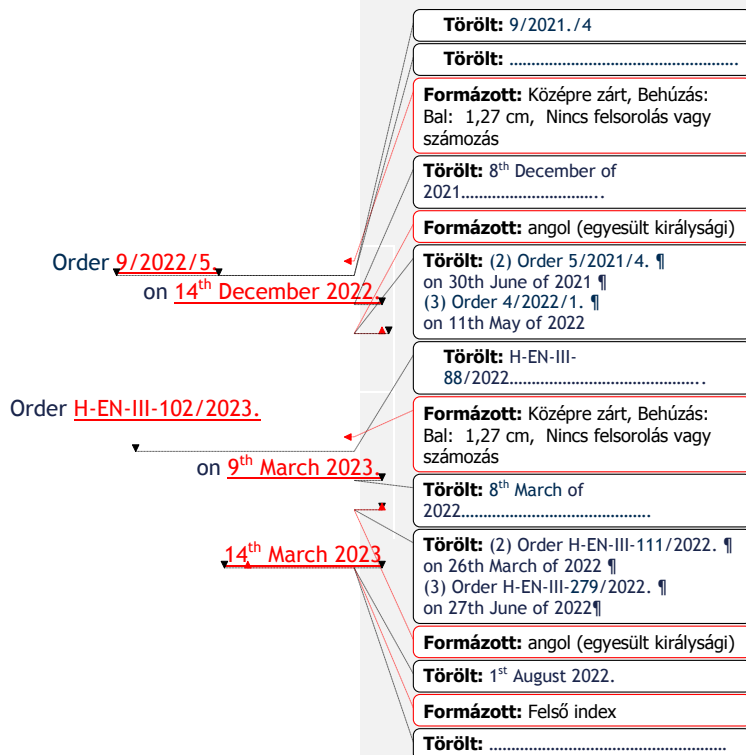 Order 9/2022/5.
on 14th December 2022.
Order H-EN-III-102/2023.
on 9th March 2023.
14th March 2023
Törölt: 9/2021./4
Törölt: ................................................
Formázott: Középre zárt, Behúzás:
Bal: 1,27 cm, Nincs felsorolás vagy
számozás
Törölt: 8th December of
2021................................
Formázott: angol (egyesült királysági)
Törölt: (2) Order 5/2021/4. ¶
on 30th June of 2021 ¶
(3) Order 4/2022/1. ¶
on 11th May of 2022
Törölt: H-EN-III-
88/2022..........................................
Formázott: Középre zárt, Behúzás:
Bal: 1,27 cm, Nincs felsorolás vagy
számozás
Törölt: 8th March of
2022.........................................
Törölt: (2) Order H-EN-III-111/2022. ¶
on 26th March of 2022 ¶
(3) Order H-EN-III-279/2022. ¶
on 27th June of 2022¶
Formázott: angol (egyesült királysági)
Törölt: 1st August 2022.
Formázott: Felső index
Törölt: ...................................................